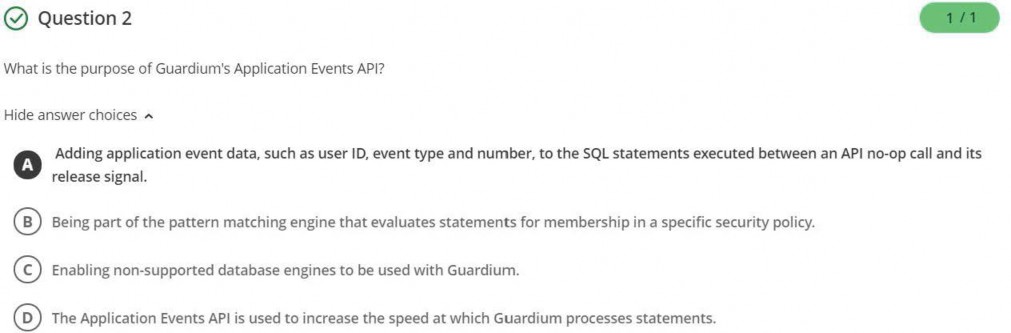 Question 2
1 / 1
What is the purpose of Guardium's Application Events API?
Hide answer choices
A
Adding application event data, such as user ID, event type and number, to the SQL statements executed between an API no-op call and its
release signal.
B
Being part of the pattern matching engine that evaluates statements for membership in a specific security policy.
C
Enabling non-supported database engines to be used with Guardium.
D
The Application Events API is used to increase the speed at which Guardium processes statements.